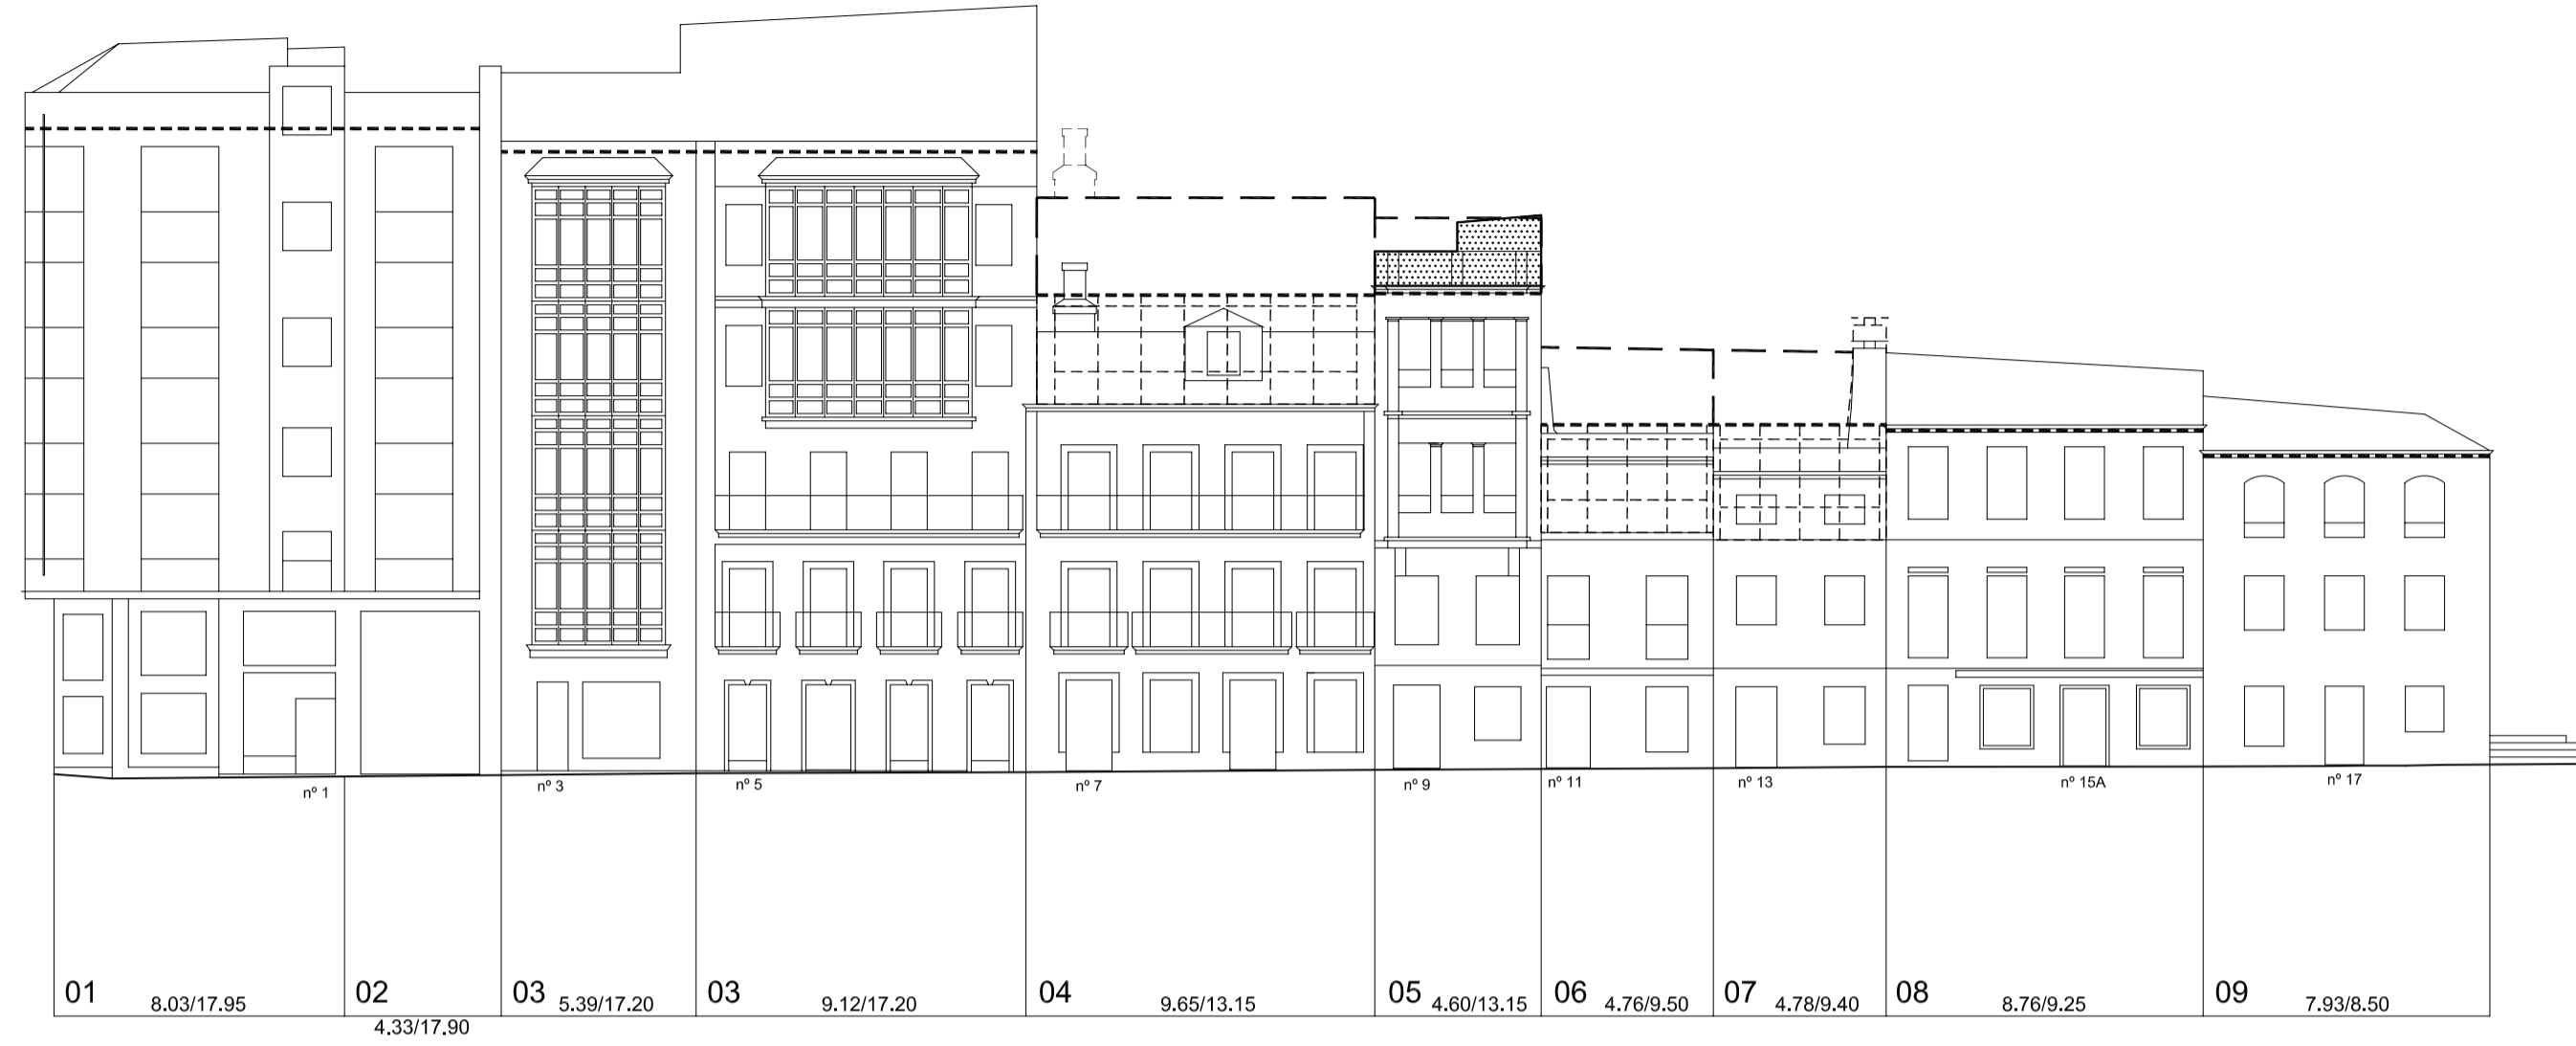 nº 1
nº 3
nº 5
nº 7
nº 9
nº 11
nº 13
nº 15A
nº 17
01 8.03/17.95
02
4.33/17.90
03 5.39/17.20
03 9.12/17.20
04 9.65/13.15
05 4.60/13.15
06 4.76/9.50
07 4.78/9.40
08 8.76/9.25
09 7.93/8.50